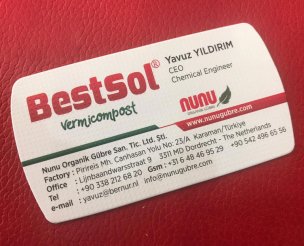 Bestsol®
vermicompost
Yavuz YILDIRIM
CEO
Chemical Engineer
NUNU
www.nunugubre.com
Nunu Organik Gübre San. Tic. Ltd. Şti.
Factory : Pirireis Mh. Canhasan Yolu No: 23/A Karaman/Türkiye
Office : Lijnbaandwarsstraat 9 3311 MD Dordrecht - The Netherlands
Tel : +90 338 212 68 20 Gsm : +31 6 48 46 95 29 +90 542 496 65 56
e-mail : yavuz@bernur.nl info@nunugubre.com